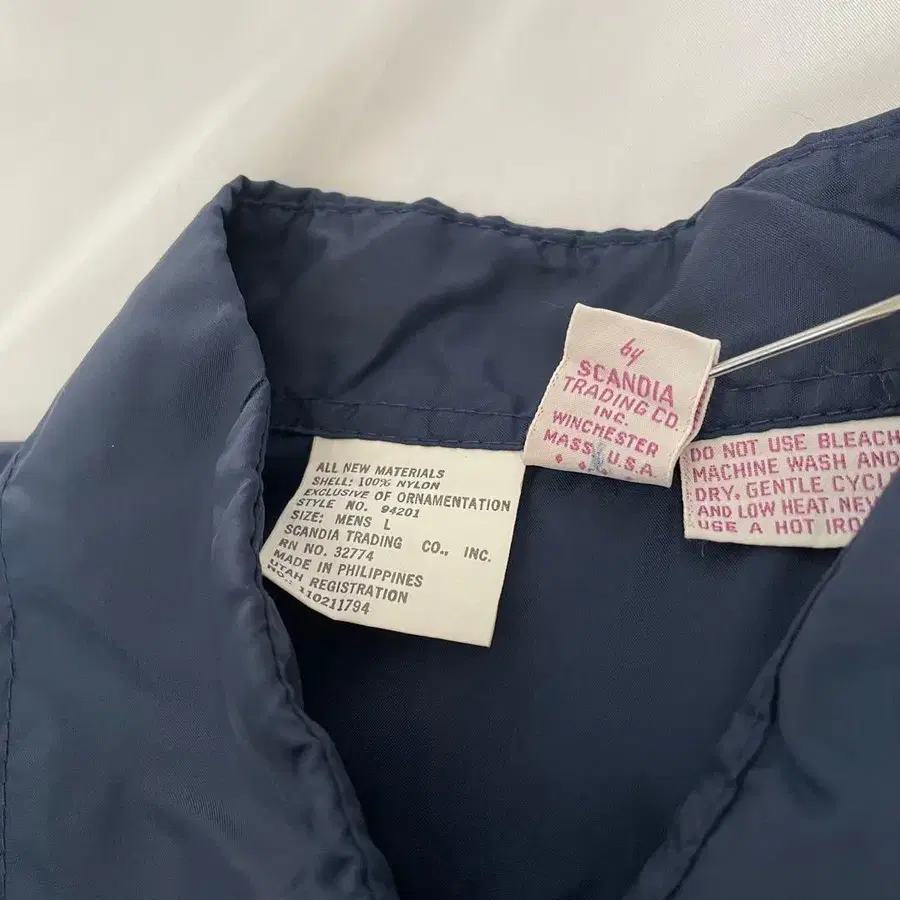 ALL NEW MATERIALS
SHELL: 100% NYLON
EXCLUSIVE OF ORNAMENTATION
STYLE NO. 94201
SIZE: MENS L
SCANDIA TRADING CO., INC.
RN NO. 32774
MADE IN PHILIPPINES
UTAH REGISTRATION
NO.: 110211794
by
SCANDIA
TRADING CO.
INC.
WINCHESTER
MASS. U.S.A.
DO NOT USE BLEACH
MACHINE WASH AND
DRY. GENTLE CYCL
AND LOW HEAT. NEV
USE A HOT IRO